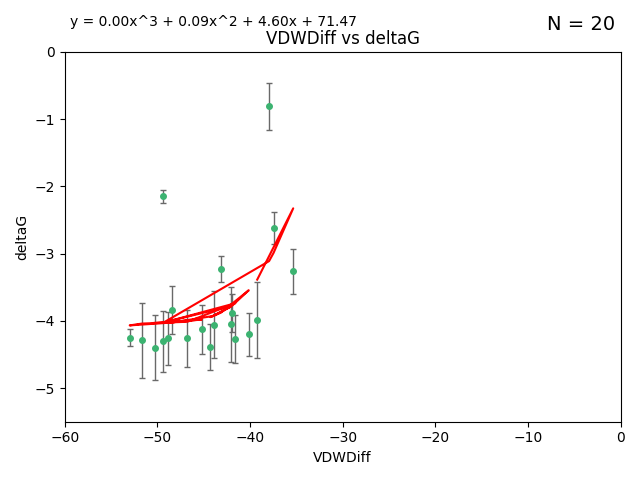 y = 0.00x^3 + 0.09x^2 + 4.60x + 71.47
N = 20
VDWDiff vs deltaG
0
−1
−2
−3
−4
−5
deltaG
−60 −50 −40 −30 −20 −10 0
VDWDiff